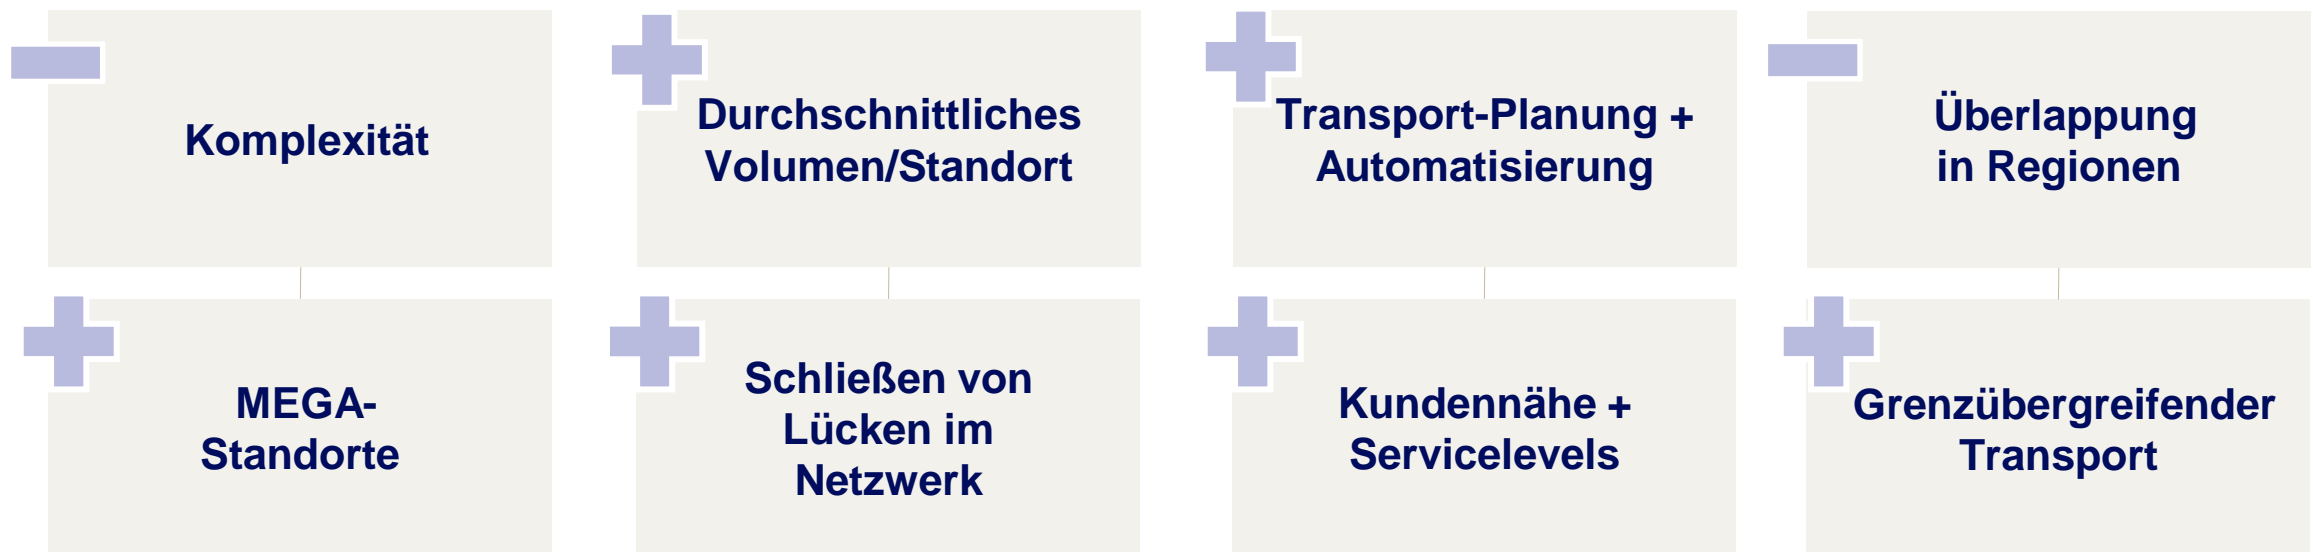 Komplexität
Durchschnittliches
Volumen/Standort
Transport-Planung +
Automatisierung
Überlappung
in Regionen
MEGA-
Standorte
Schließen von
Lücken im
Netzwerk
Kundennähe +
Servicelevels
Grenzübergreifender
Transport